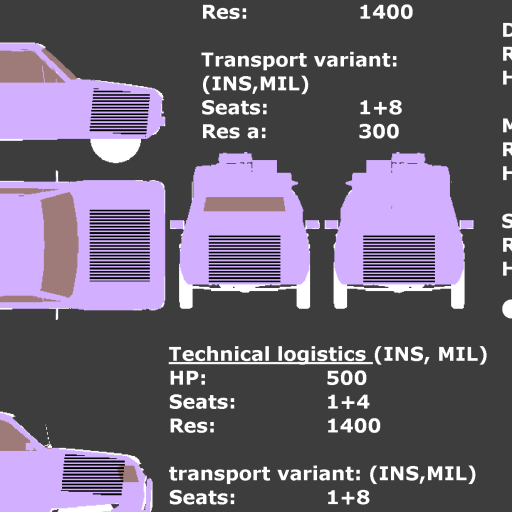 Res: 1400
Transport variant:
(INS,MIL)
Seats: 1+8
Res a: 300
D
R
H
M
R
H
S
R
H
Technical logistics (INS, MIL)
HP: 500
Seats: 1+4
Res: 1400
transport variant: (INS,MIL)
Seats: 1+8